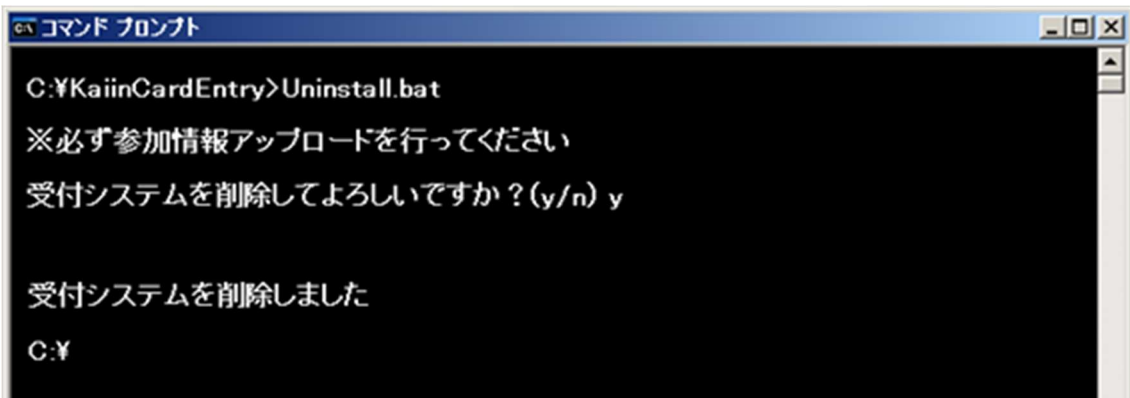 コマンド プロンプト
C:¥KaiinCardEntry>Uninstall.bat
※必ず参加情報アップロードを行ってください
受付システムを削除してよろしいですか？(y/n) y
受付システムを削除しました
C:¥